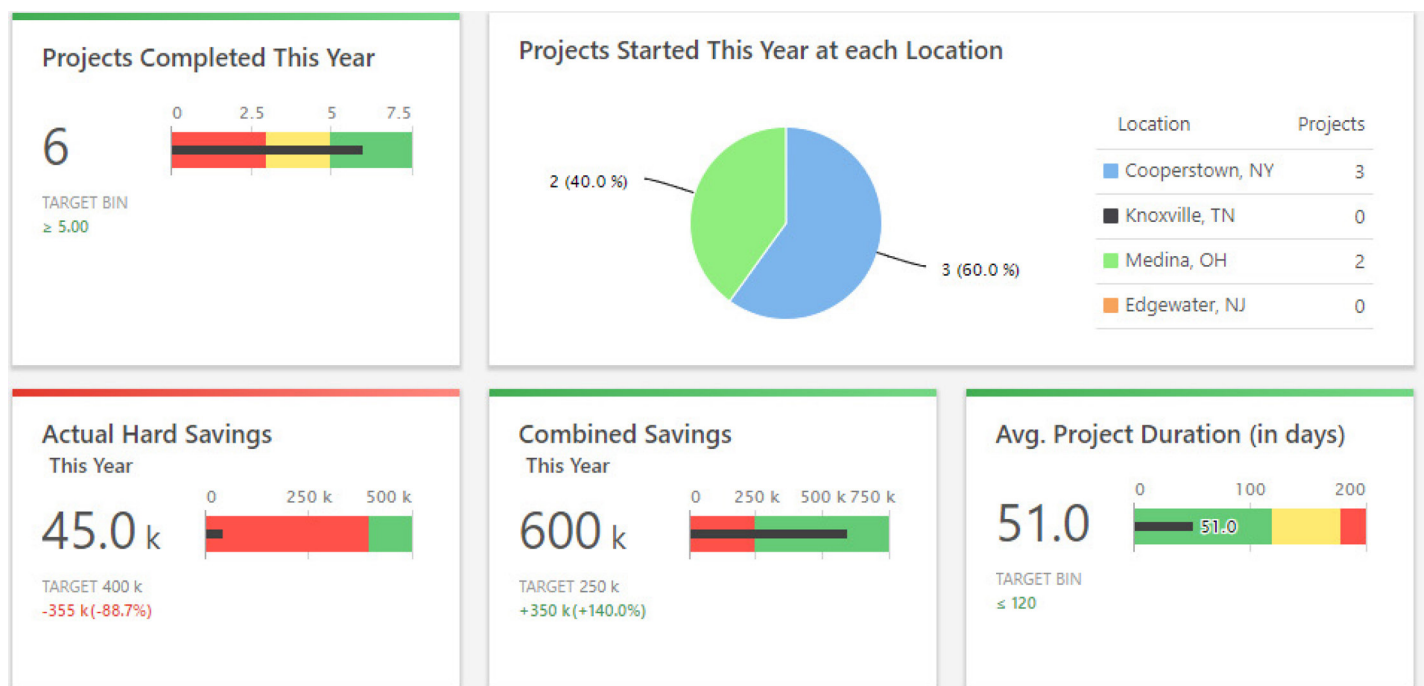 Projects Completed This Year
0 2.5 5 7.5
6
TARGET BIN
≥ 5.00
Projects Started This Year at each Location
2 (40.0 %)
3 (60.0 %)
Location Projects
Cooperstown, NY 3
Knoxville, TN 0
Medina, OH 2
Edgewater, NJ 0
Actual Hard Savings
This Year
0 250 k 500 k
45.0 k
TARGET 400 k
-355 k (-88.7%)
Combined Savings
This Year
0 250 k 500 k 750 k
600 k
TARGET 250 k
+350 k (+140.0%)
Avg. Project Duration (in days)
0 100 200
51.0
51.0
TARGET BIN
≤ 120